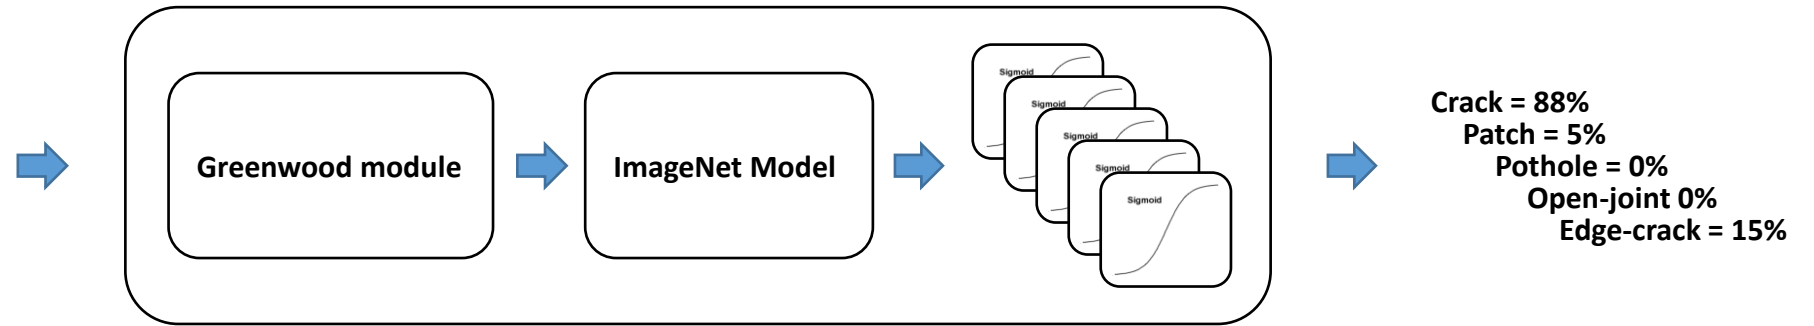 Greenwood module
ImageNet Model
Sigmoid
Sigmoid
Sigmoid
Sigmoid
Sigmoid
Crack = 88%
Patch = 5%
Pothole = 0%
Open-joint 0%
Edge-crack = 15%